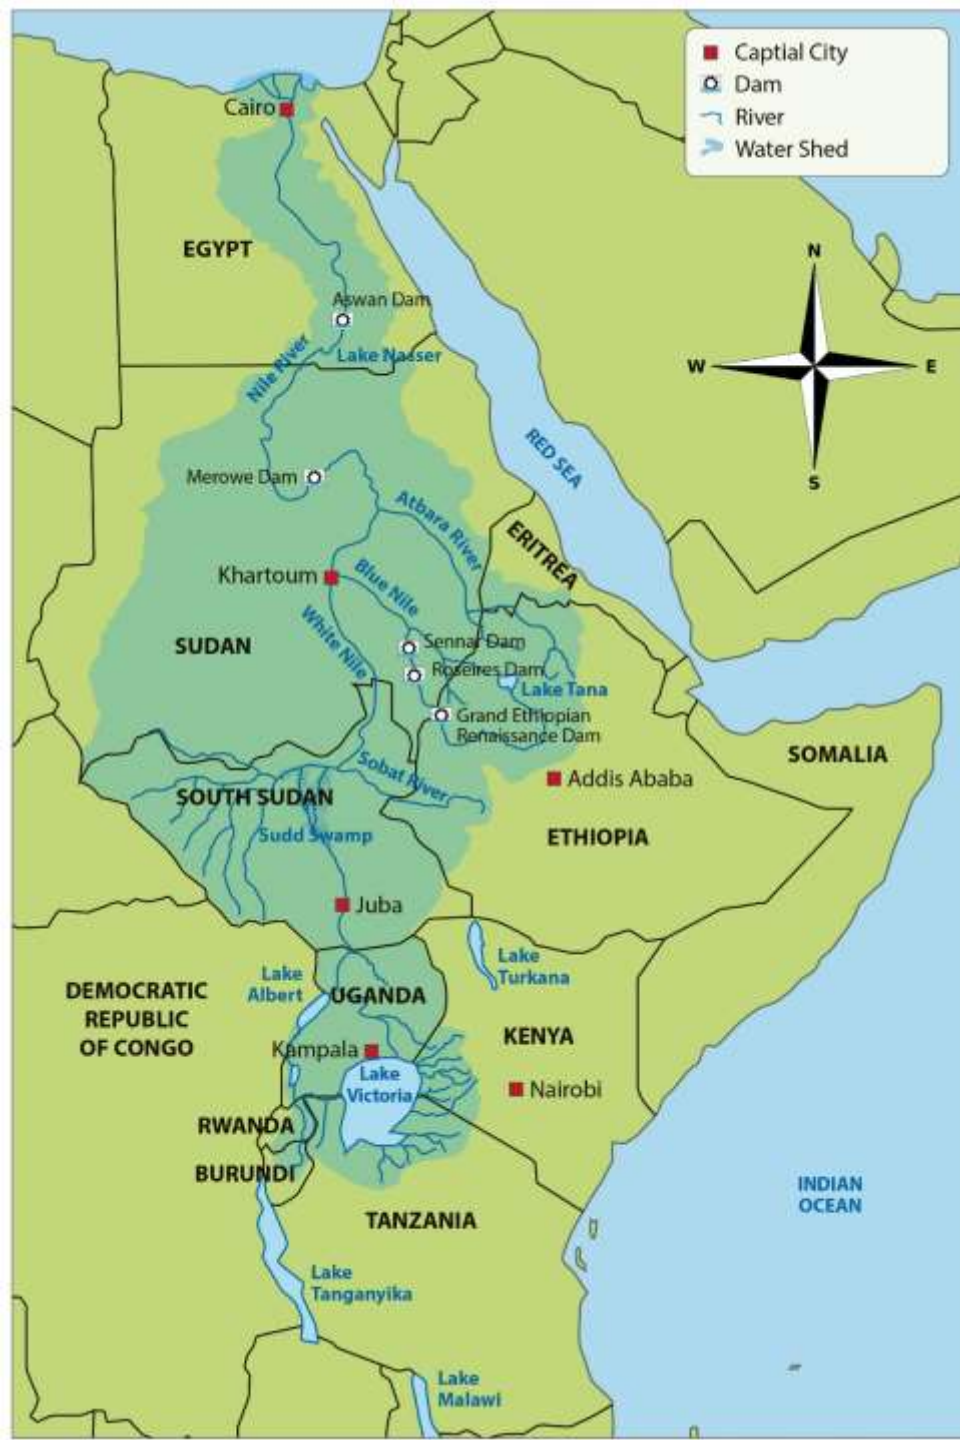 Captial City
Dam
River
Water Shed
Cairo
N
EGYPT
Aswan Dam
Nile River
Lake Nasser
W
E
RED SEA
Merowe Dam
S
Atbara River
ERITREA
Khartoum
Blue Nile
White Nile
SUDAN
Sennar Dam
Roseires Dam
Lake Tana
Grand Ethiopian
Renaissance Dam
SOMALIA
Sobat River
Addis Ababa
SOUTH SUDAN
Sudd Swamp
ETHIOPIA
Juba
Lake
Turkana
Lake
Albert
UGANDA
DEMOCRATIC
REPUBLIC
OF CONGO
KENYA
Kampala
Lake
Victoria
Nairobi
RWANDA
BURUNDI
INDIAN
OCEAN
TANZANIA
Lake
Tanganyika
Lake
Malawi